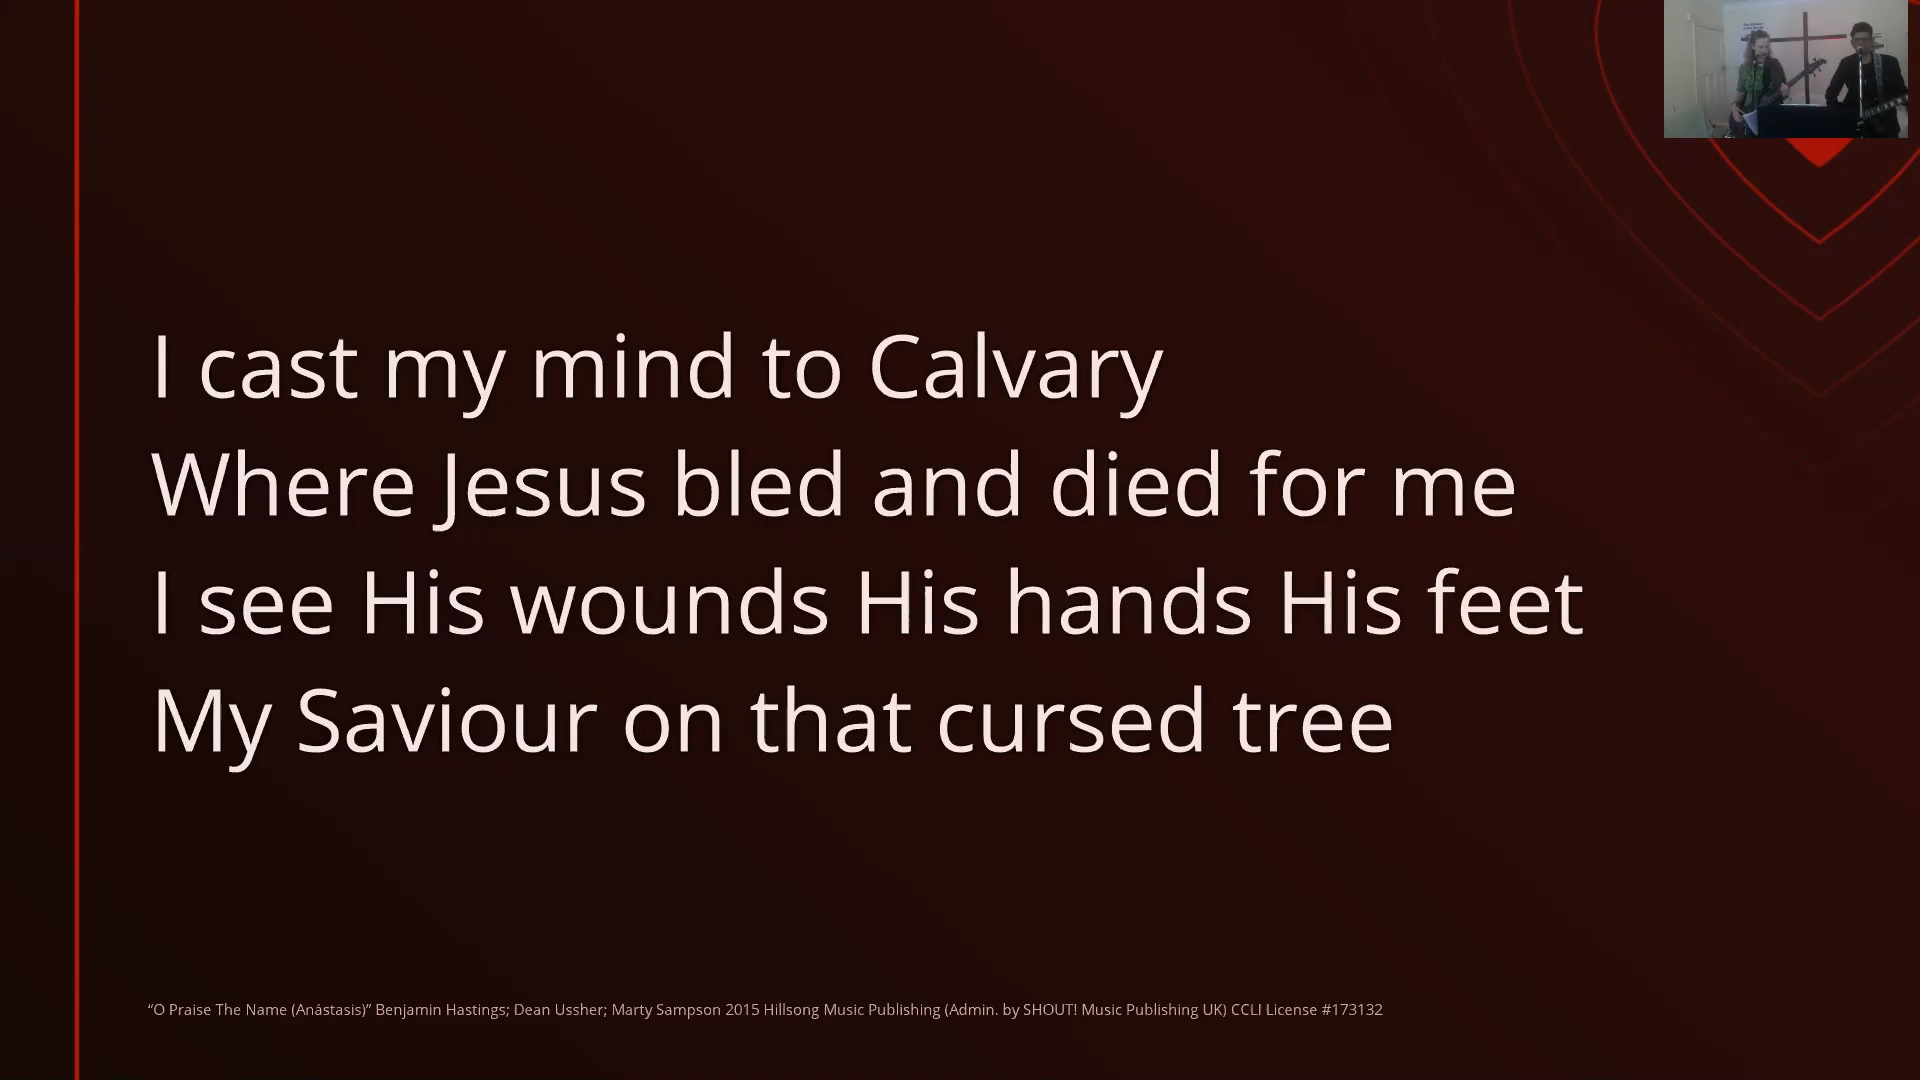 I cast my mind to Calvary
Where Jesus bled and died for me
I see His wounds His hands His feet
My Saviour on that cursed tree
“O Praise The Name (Anástasis)” Benjamin Hastings; Dean Ussher; Marty Sampson 2015 Hillsong Music Publishing (Admin. by SHOUT! Music Publishing UK) CCLI License #173132